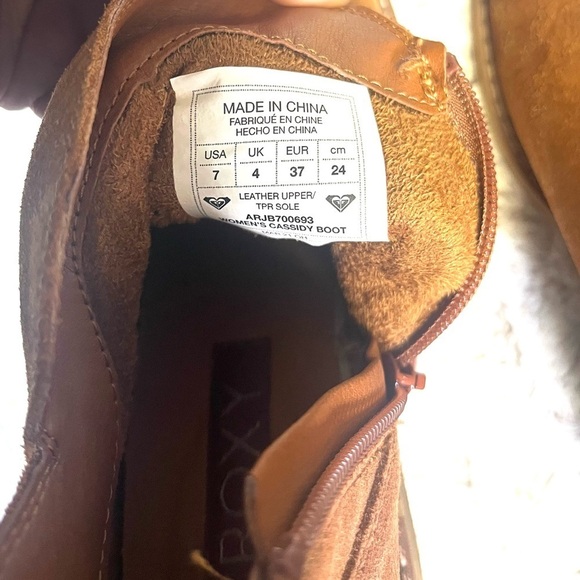 MADE IN CHINA
FABRIQUÉ EN CHINE
HECHO EN CHINA
USA UK EUR cm
7 4 37 24
LEATHER UPPER/
TPR SOLE
ARJB700693
WOMEN'S CASSIDY BOOT
ROXY